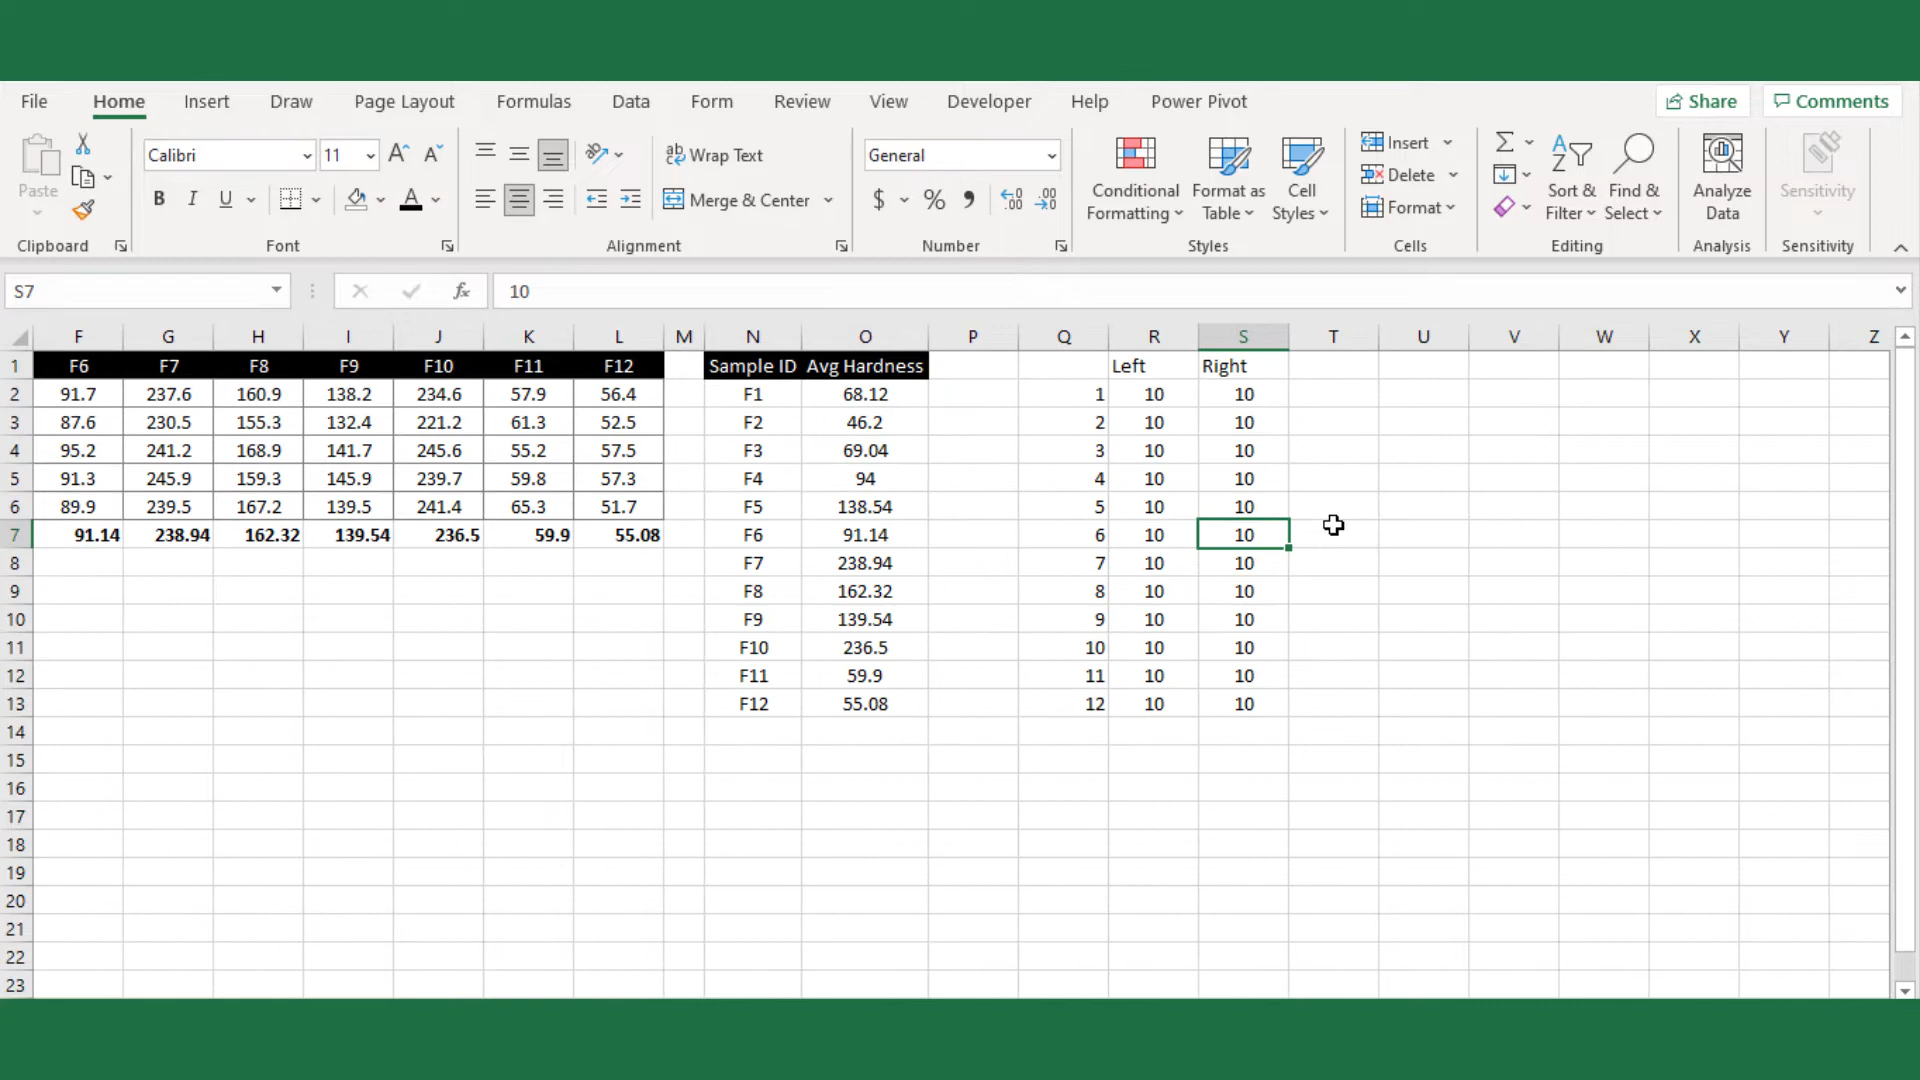 File Home Insert Draw Page Layout Formulas Data Form Review View Developer Help Power Pivot Share Comments
Paste
Calibri 11
B I U
ab Wrap Text
Merge & Center
General
$ % ,
Conditional Formatting
Format as Table
Cell Styles
Insert
Delete
Format
Sort & Filter
Find & Select
Analyze Data
Sensitivity
Clipboard Font Alignment Number Styles Cells Editing Analysis Sensitivity
S7 fx 10
F G H I J K L M N O P Q R S T U V W X Y Z
1 F6 F7 F8 F9 F10 F11 F12 Sample ID Avg Hardness Left Right
2 91.7 237.6 160.9 138.2 234.6 57.9 56.4 F1 68.12 1 10 10
3 87.6 230.5 155.3 132.4 221.2 61.3 52.5 F2 46.2 2 10 10
4 95.2 241.2 168.9 141.7 245.6 55.2 57.5 F3 69.04 3 10 10
5 91.3 245.9 159.3 145.9 239.7 59.8 57.3 F4 94 4 10 10
6 89.9 239.5 167.2 139.5 241.4 65.3 51.7 F5 138.54 5 10 10
7 91.14 238.94 162.32 139.54 236.5 59.9 55.08 F6 91.14 6 10 10
8 F7 238.94 7 10 10
9 F8 162.32 8 10 10
10 F9 139.54 9 10 10
11 F10 236.5 10 10 10
12 F11 59.9 11 10 10
13 F12 55.08 12 10 10
14
15
16
17
18
19
20
21
22
23